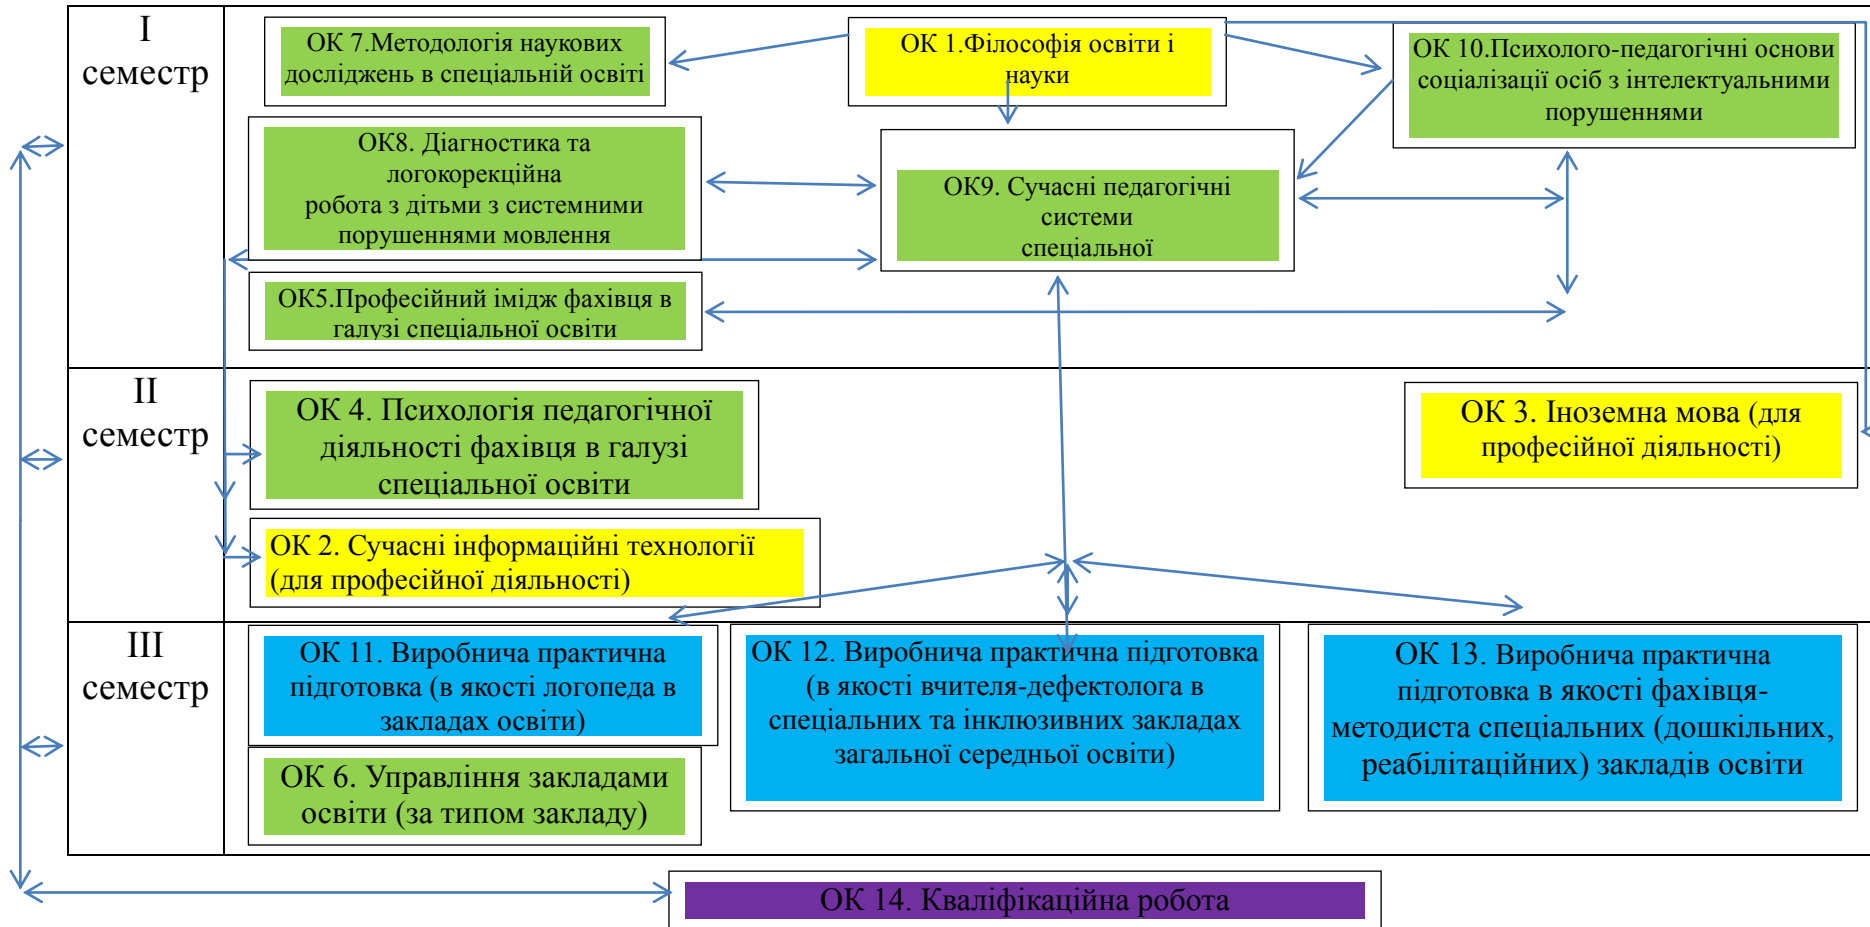 І
семестр
ОК 7.Методологія наукових
досліджень в спеціальній освіті
ОК 1.Філософія освіти і
науки
ОК 10.Психолого-педагогічні основи
соціалізації осіб з інтелектуальними
порушеннями
ОК8. Діагностика та
логокорекційна
робота з дітьми з системними
порушеннями мовлення
ОК9. Сучасні педагогічні
системи
спеціальної
ОК5.Професійний імідж фахівця в
галузі спеціальної освіти
ІІ
семестр
ОК 4. Психологія педагогічної
діяльності фахівця в галузі
спеціальної освіти
ОК 3. Іноземна мова (для
професійної діяльності)
ОК 2. Сучасні інформаційні технології
(для професійної діяльності)
ІІІ
семестр
ОК 11. Виробнича практична
підготовка (в якості логопеда в
закладах освіти)
ОК 12. Виробнича практична підготовка
(в якості вчителя-дефектолога в
спеціальних та інклюзивних закладах
загальної середньої освіти)
ОК 13. Виробнича практична
підготовка в якості фахівця-
методиста спеціальних (дошкільних,
реабілітаційних) закладів освіти
ОК 6. Управління закладами
освіти (за типом закладу)
ОК 14. Кваліфікаційна робота